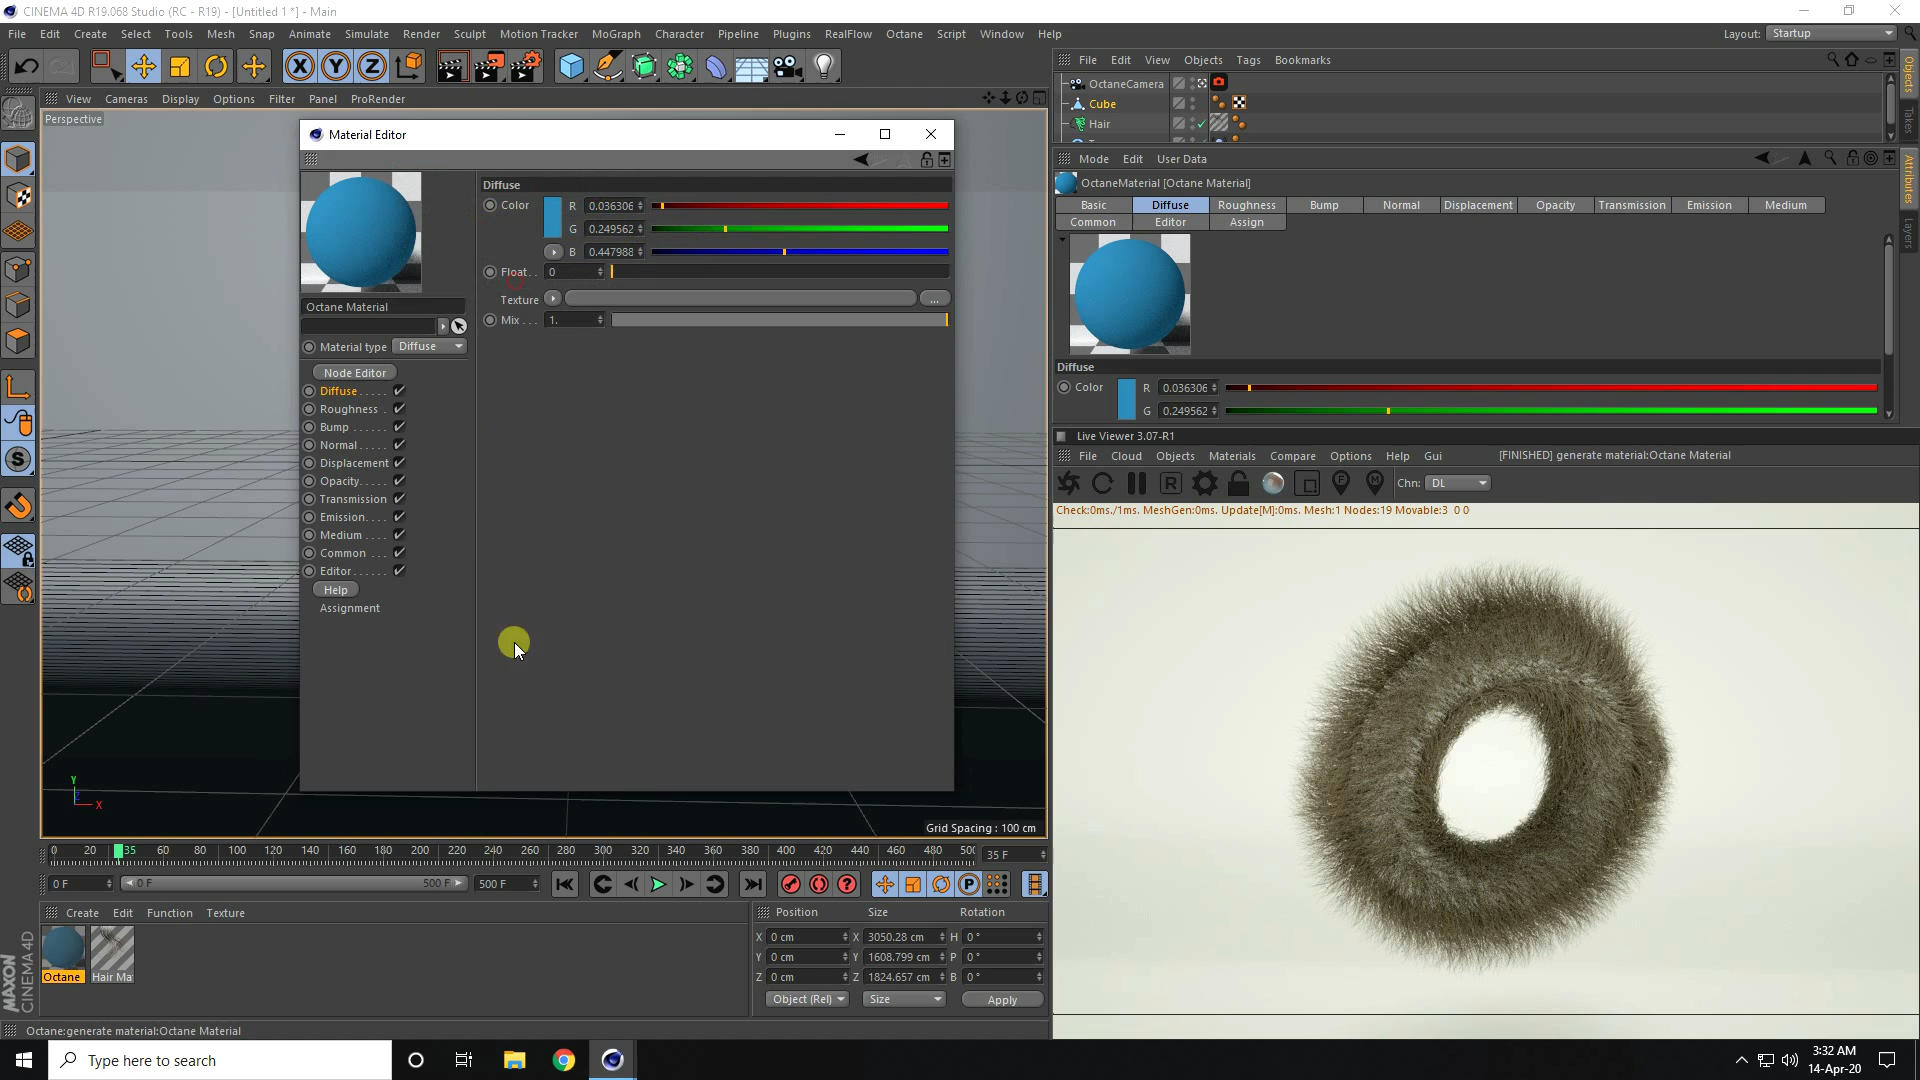 CINEMA 4D R19.068 Studio (RC - R19) - [Untitled 1 *] - Main
File Edit Create Select Tools Mesh Snap Animate Simulate Render Sculpt Motion Tracker MoGraph Character Pipeline Plugins RealFlow Octane Script Window Help
Layout: Startup
View Cameras Display Options Filter Panel ProRender
Perspective
Material Editor
Octane Material
Material type Diffuse
Node Editor
Diffuse
Roughness
Bump
Normal
Displacement
Opacity
Transmission
Emission
Medium
Common
Editor
Help
Assignment
Diffuse
Color R 0.036306
G 0.249562
B 0.447988
Float 0
Texture ...
Mix 1.
Grid Spacing : 100 cm
Y
X
File Edit View Objects Tags Bookmarks
OctaneCamera
Cube
Hair
Objects
Takes
Mode Edit User Data
OctaneMaterial [Octane Material]
Basic Diffuse Roughness Bump Normal Displacement Opacity Transmission Emission Medium
Common Editor Assign
Attributes
Layers
Diffuse
Color R 0.036306
G 0.249562
Live Viewer 3.07-R1
File Cloud Objects Materials Compare Options Help Gui
[FINISHED] generate material:Octane Material
Chn: DL
Check:0ms./1ms. MeshGen:0ms. Update[M]:0ms. Mesh:1 Nodes:19 Movable:3 0 0
0 20 35 60 80 100 120 140 160 180 200 220 240 260 280 300 320 340 360 380 400 420 440 460 480 500
35 F
0 F 0 F 500 F 500 F
Create Edit Function Texture
Octane Hair Ma
MAXON CINEMA 4D
Position Size Rotation
X 0 cm X 3050.28 cm H 0°
Y 0 cm Y 1608.799 cm P 0°
Z 0 cm Z 1824.657 cm B 0°
Object (Rel) Size Apply
Octane:generate material:Octane Material
Type here to search
3:32 AM
14-Apr-20